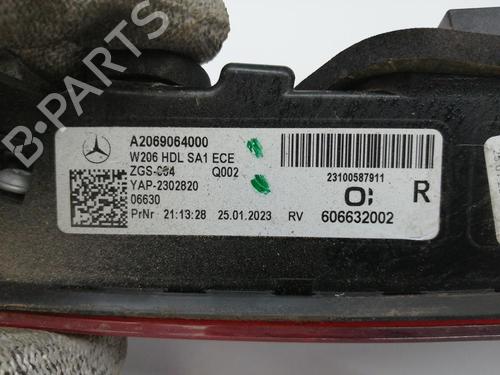 A2069064000
W206 HDL SA1 ECE
ZGS-004 Q002
YAP-2302820
06630
PrNr 21:13:28 25.01.2023 RV
23100587911
R
606632002
B-Parts